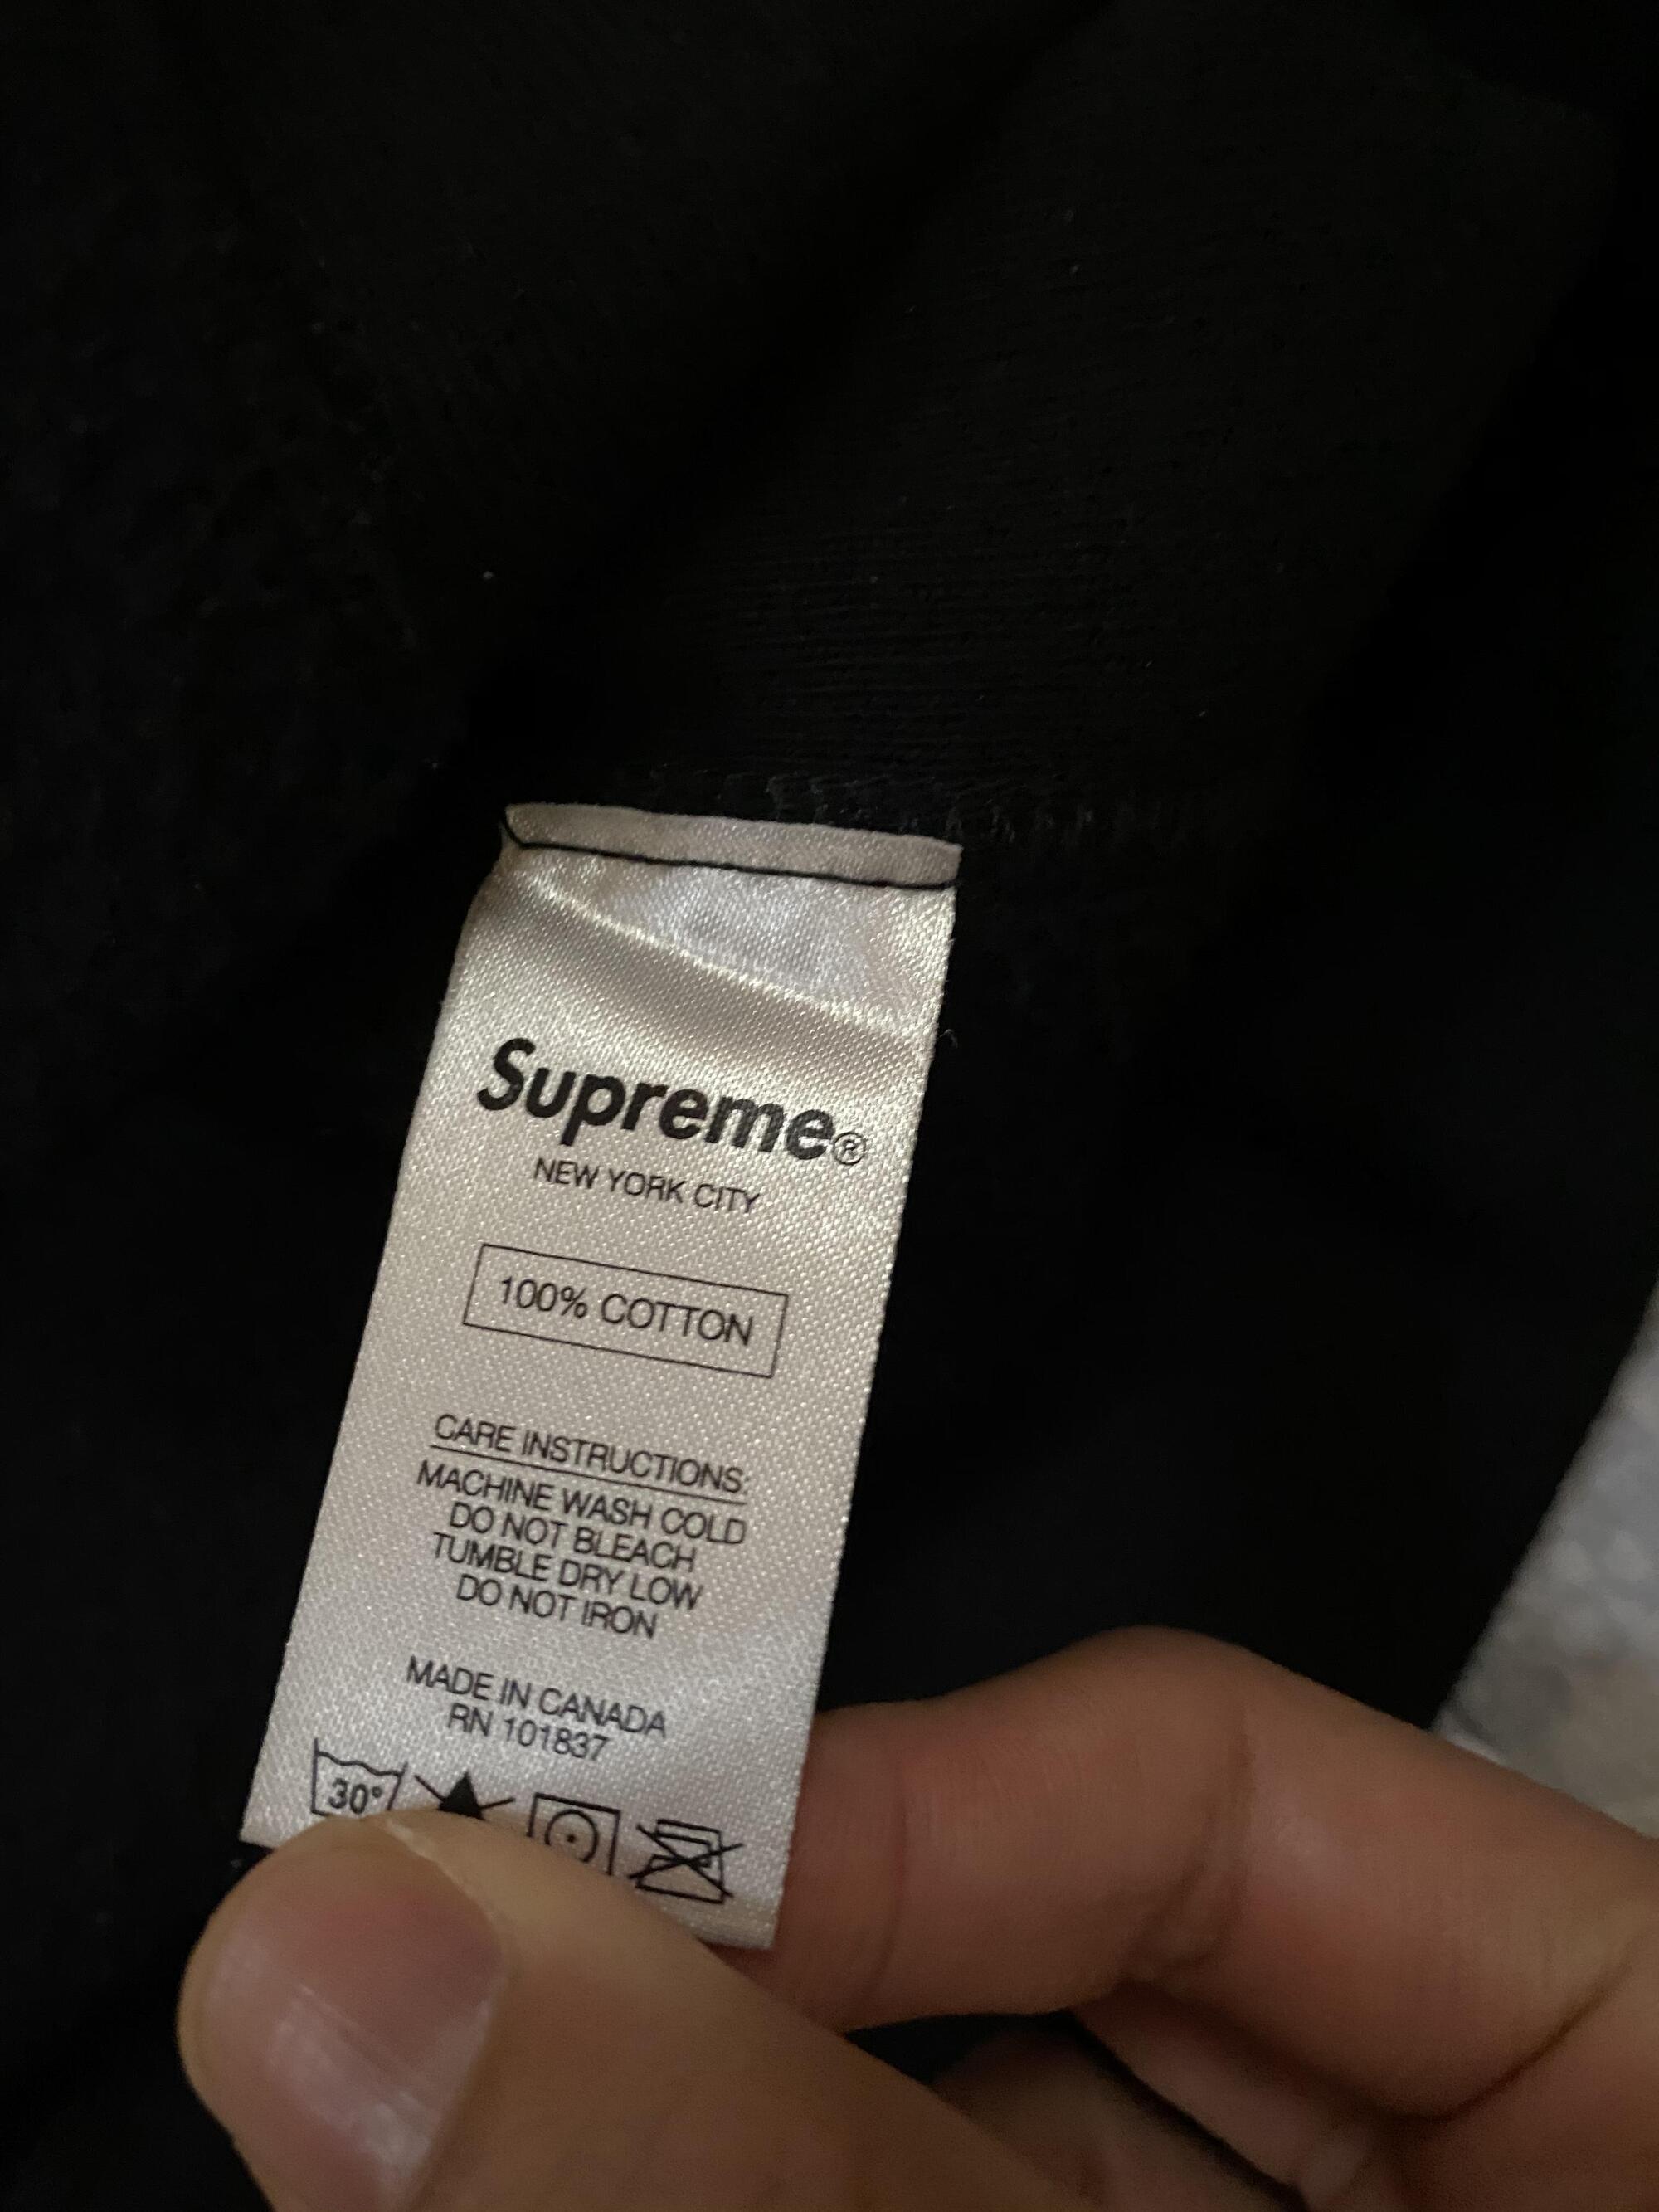 Supreme®
NEW YORK CITY
100% COTTON
CARE INSTRUCTIONS:
MACHINE WASH COLD
DO NOT BLEACH
TUMBLE DRY LOW
DO NOT IRON
MADE IN CANADA
RN 101837
30°